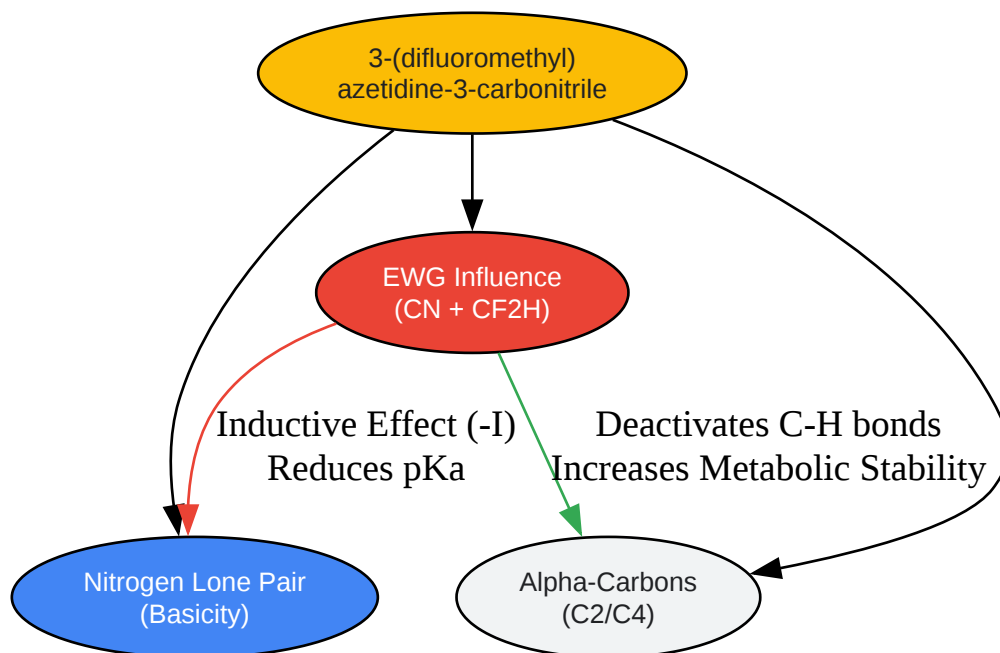 3-(difluoromethyl)
azetidine-3-carbonitrile
EWG Influence
(CN + CF2H)
Inductive Effect (-I)
Reduces pKa
Deactivates C-H bonds
Increases Metabolic Stability
Nitrogen Lone Pair
(Basicity)
Alpha-Carbons
(C2/C4)